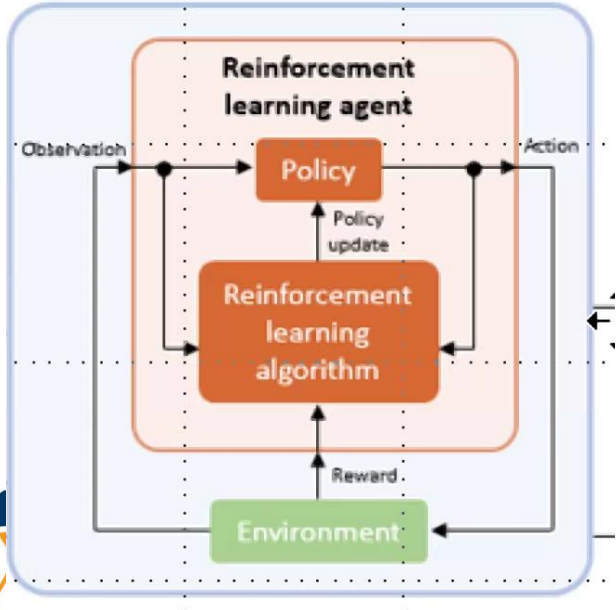 Reinforcement
learning agent
Observation
Action
Policy
Policy
update
Reinforcement
learning
algorithm
Reward
Environment